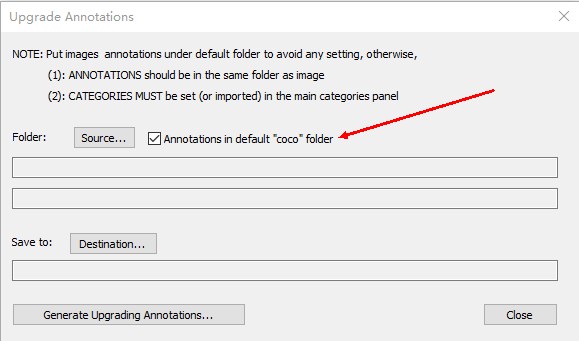 Upgrade Annotations
NOTE: Put images annotations under default folder to avoid any setting, otherwise,
(1): ANNOTATIONS should be in the same folder as image
(2): CATEGORIES MUST be set (or imported) in the main categories panel
Folder: Source... Annotations in default "coco" folder
Save to: Destination...
Generate Upgrading Annotations... Close